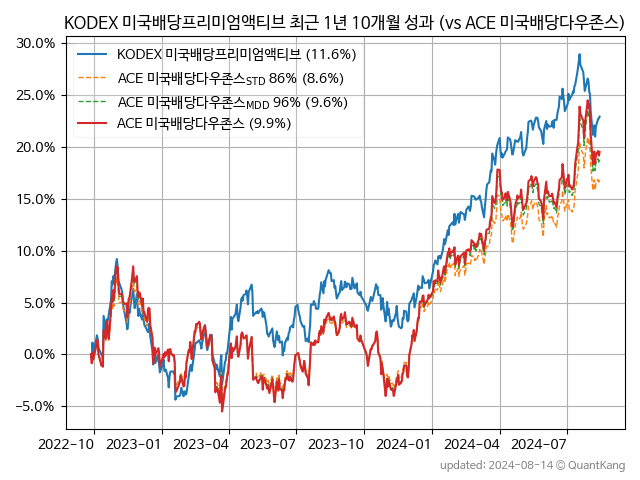 KODEX 미국배당프리미엄액티브 최근 1년 10개월 성과 (vs ACE 미국배당다우존스)
30.0%
25.0%
20.0%
15.0%
10.0%
5.0%
0.0%
−5.0%
KODEX 미국배당프리미엄액티브 (11.6%)
ACE 미국배당다우존스STD 86% (8.6%)
ACE 미국배당다우존스MDD 96% (9.6%)
ACE 미국배당다우존스 (9.9%)
2022-10 2023-01 2023-04 2023-07 2023-10 2024-01 2024-04 2024-07
updated: 2024-08-14 © QuantKang